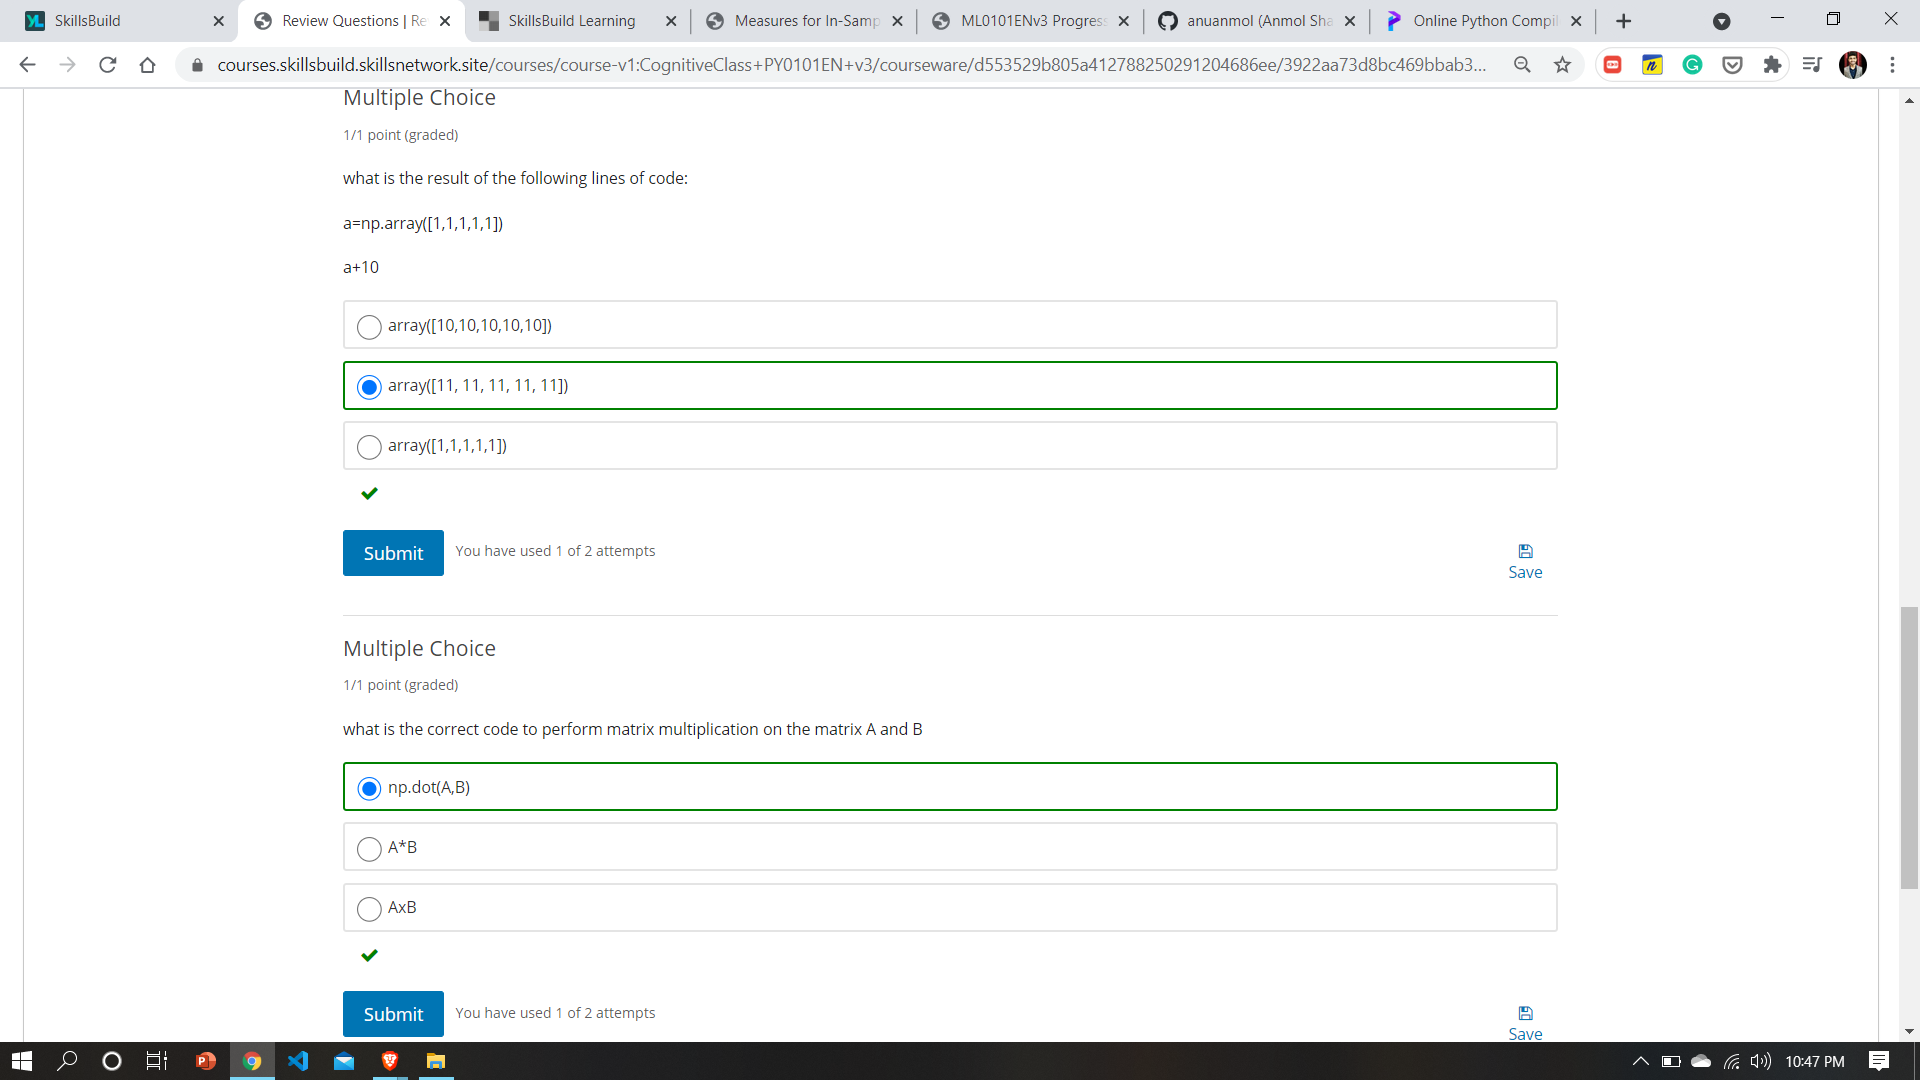 SkillsBuild
Review Questions | Re
SkillsBuild Learning
Measures for In-Samp
ML0101ENv3 Progress
anuanmol (Anmol Sha
Online Python Compil
courses.skillsbuild.skillsnetwork.site/courses/course-v1:CognitiveClass+PY0101EN+v3/courseware/d553529b805a412788250291204686ee/3922aa73d8bc469bbab3...
Multiple Choice
1/1 point (graded)
what is the result of the following lines of code:
a=np.array([1,1,1,1,1])
a+10
array([10,10,10,10,10])
array([11, 11, 11, 11, 11])
array([1,1,1,1,1])
Submit
You have used 1 of 2 attempts
Save
Multiple Choice
1/1 point (graded)
what is the correct code to perform matrix multiplication on the matrix A and B
np.dot(A,B)
A*B
AxB
Submit
You have used 1 of 2 attempts
Save
10:47 PM